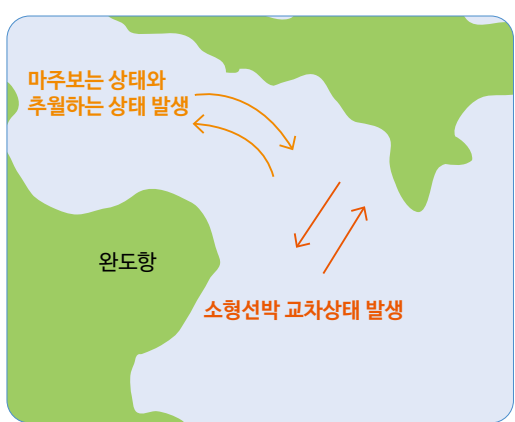 마주보는 상태와
추월하는 상태 발생
완도항
소형선박 교차상태 발생